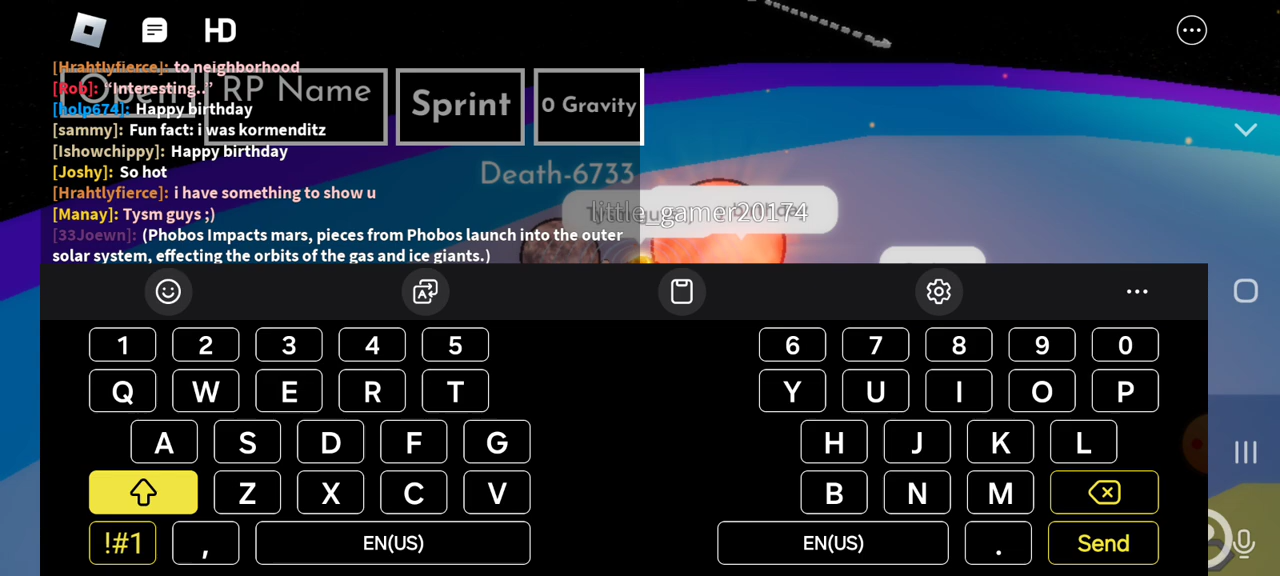 HD
[Hrahtlyfierce]: to neighborhood
[Rob]: “Interesting..”
Open RP Name Sprint 0 Gravity
[holp674]: Happy birthday
[sammy]: Fun fact: i was kormenditz
[Ishowchippy]: Happy birthday
[Joshy]: So hot
Death-6733
[Hrahtlyfierce]: i have something to show u
[Manay]: Tysm guys ;)
little_gamer20174
[33Joewn]: (Phobos Impacts mars, pieces from Phobos launch into the outer
solar system, effecting the orbits of the gas and ice giants.)
1 2 3 4 5 6 7 8 9 0
Q W E R T Y U I O P
A S D F G H J K L
Z X C V B N M
!#1 , EN(US) EN(US) . Send